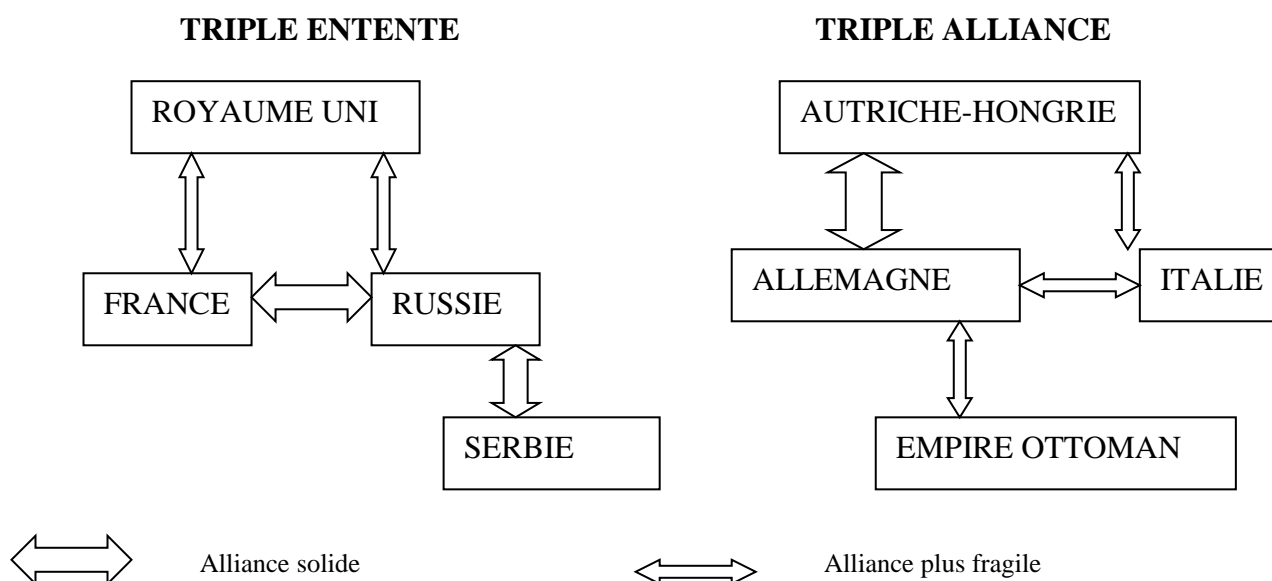 TRIPLE ENTENTE
TRIPLE ALLIANCE
ROYAUME UNI
AUTRICHE-HONGRIE
FRANCE
RUSSIE
ALLEMAGNE
ITALIE
SERBIE
EMPIRE OTTOMAN
Alliance solide
Alliance plus fragile